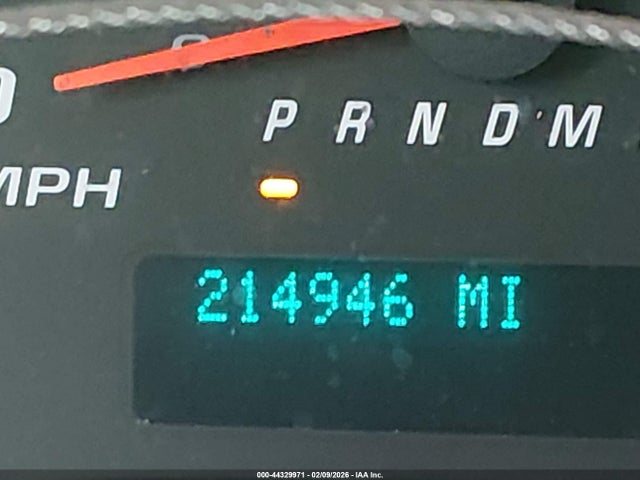 P R N D M
MPH
214946 MI
000-44329971 - 02/09/2026 - IAA Inc.